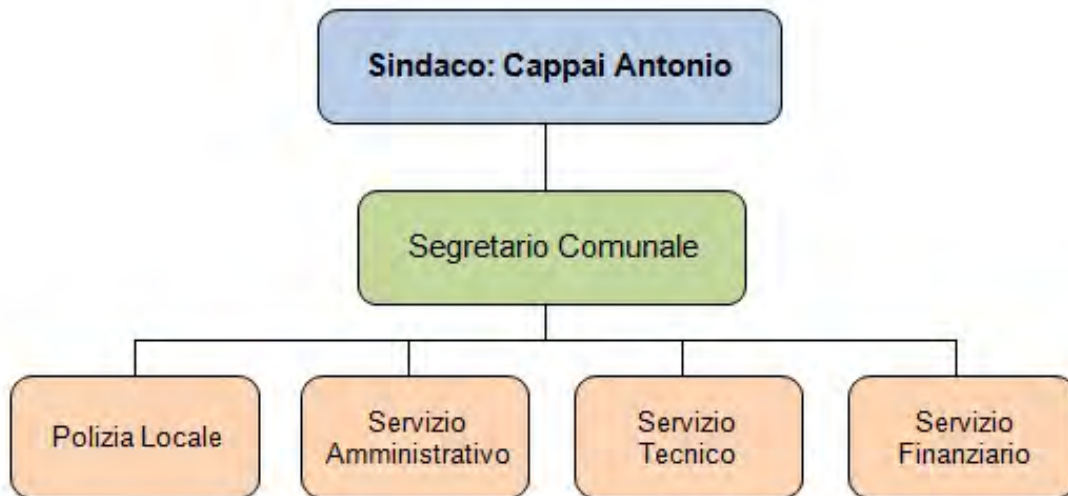 Sindaco: Cappai Antonio
Segretario Comunale
Polizia Locale
Servizio
Amministrativo
Servizio
Tecnico
Servizio
Finanziario